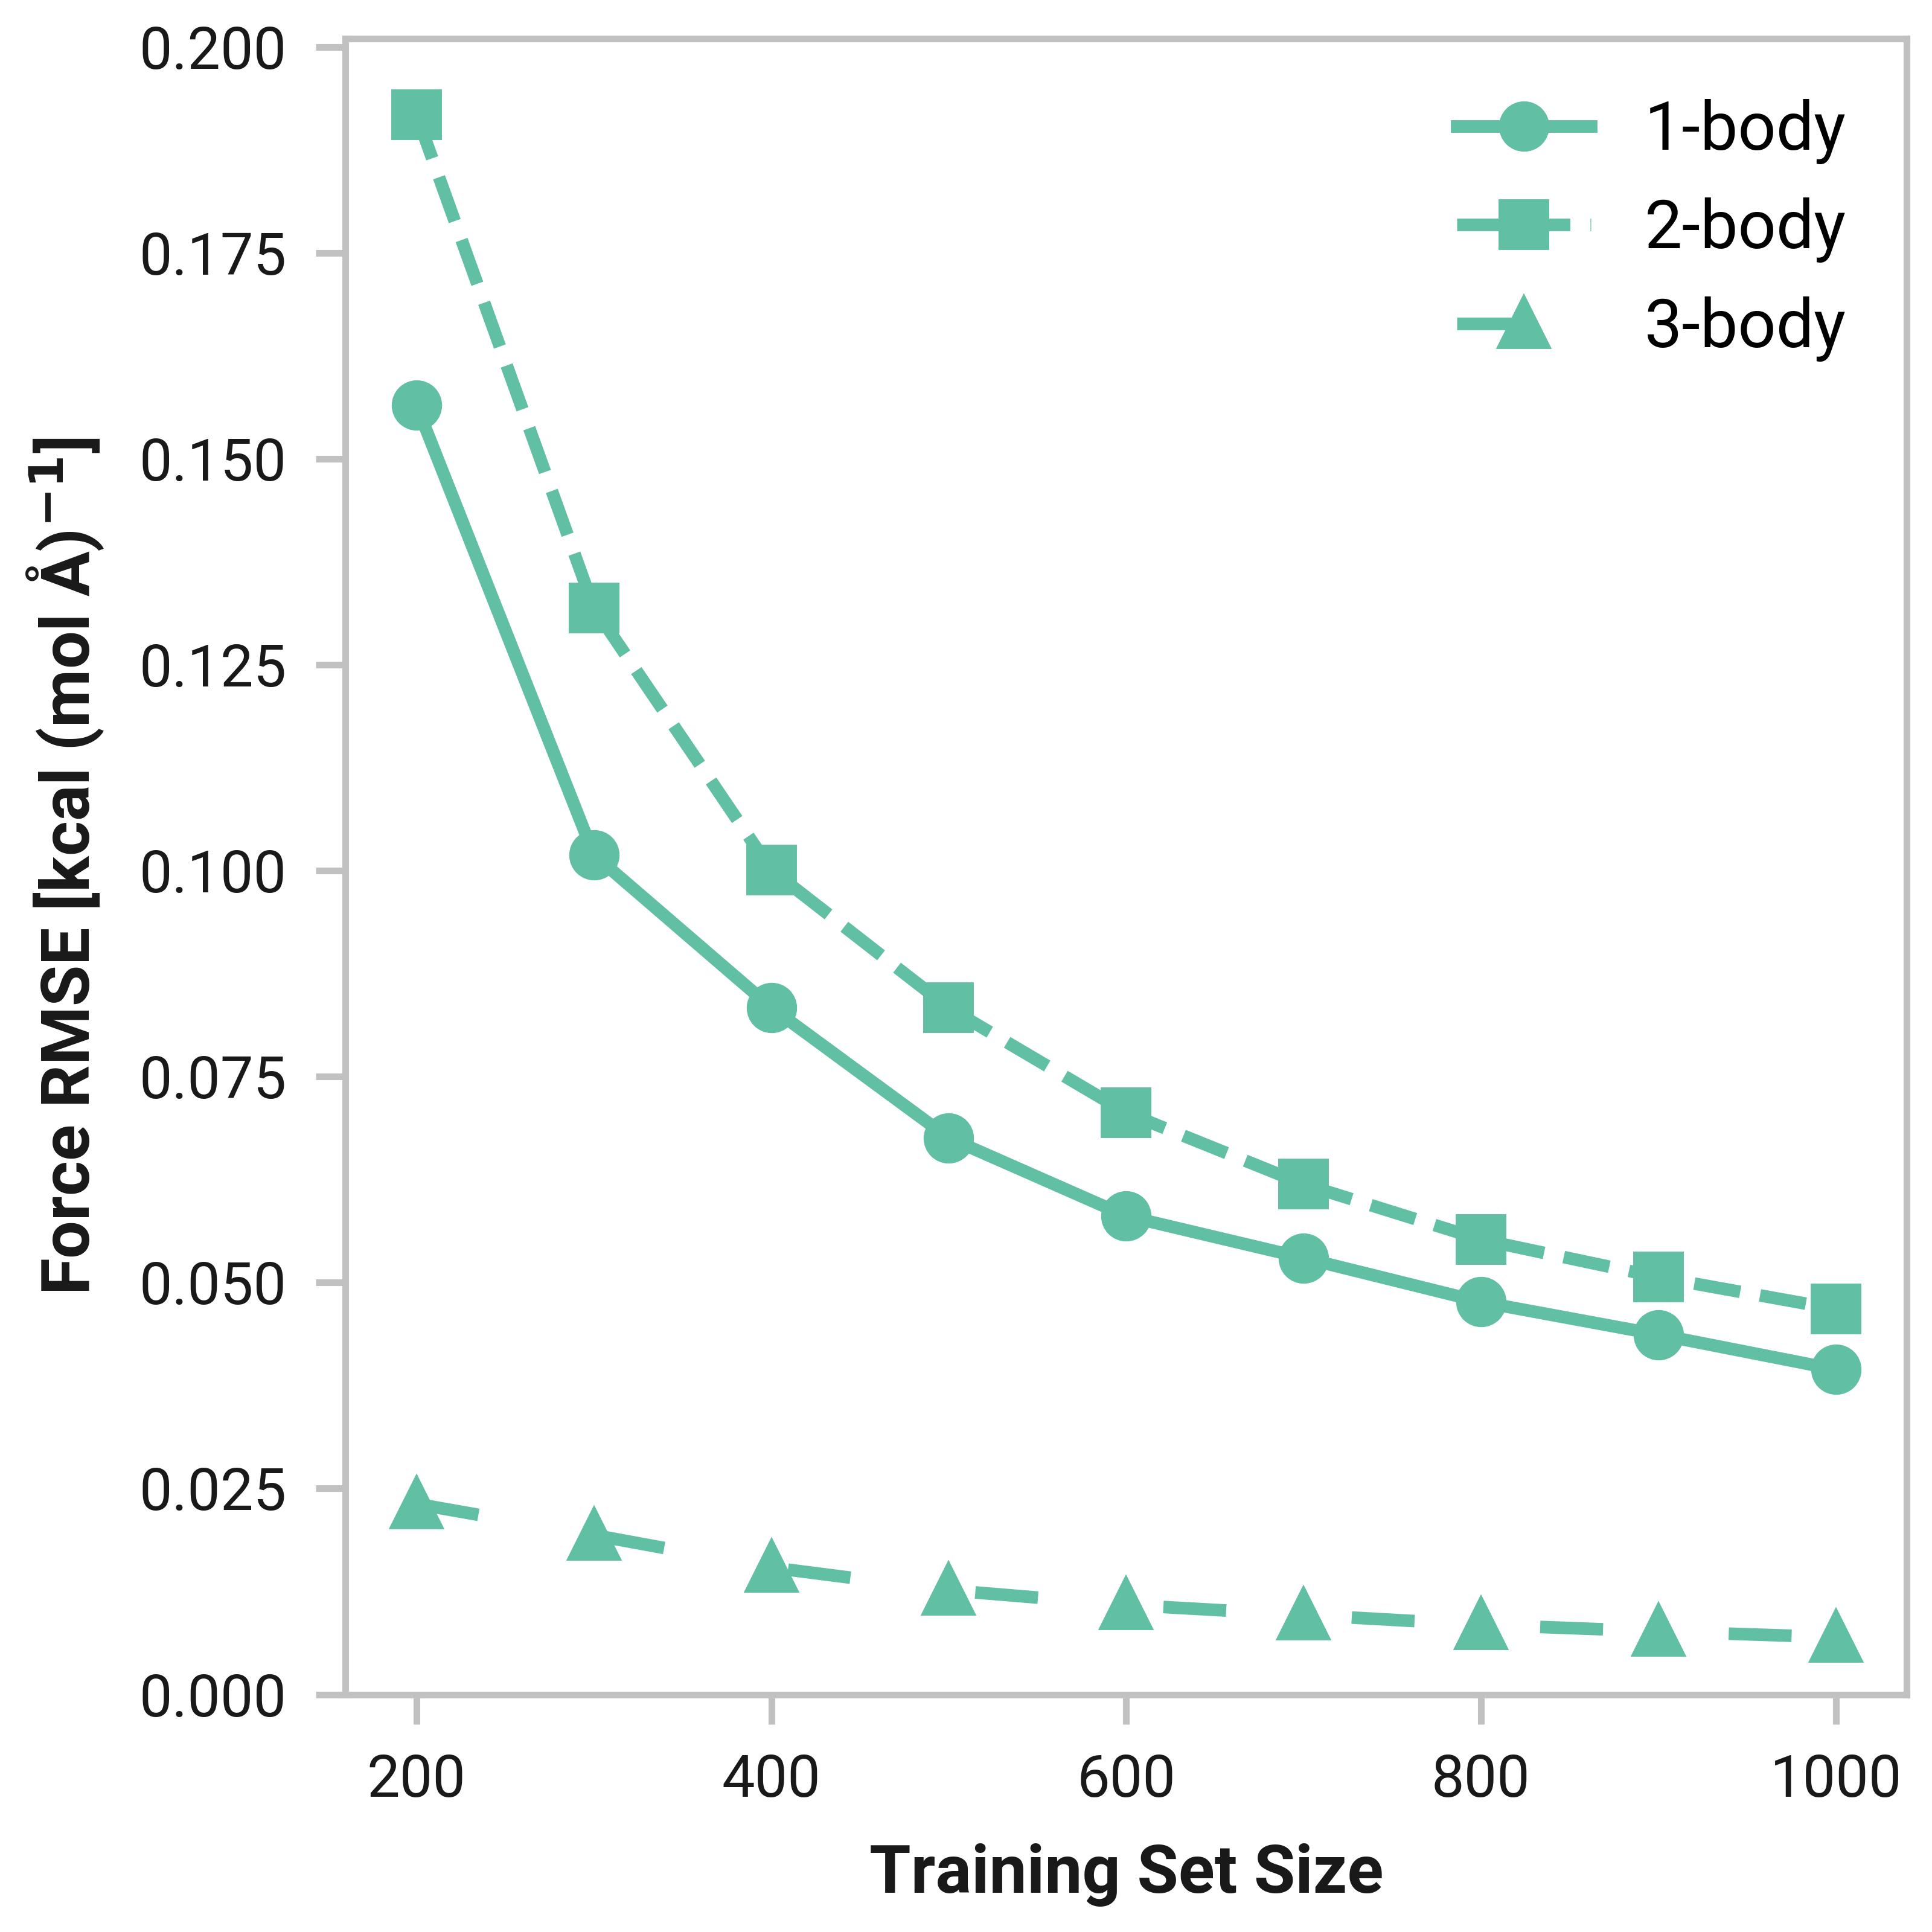 0.200
0.175
0.150
0.125
0.100
0.075
0.050
0.025
0.000
Force RMSE [kcal (mol Å)⁻¹]
1-body
2-body
3-body
200 400 600 800 1000
Training Set Size